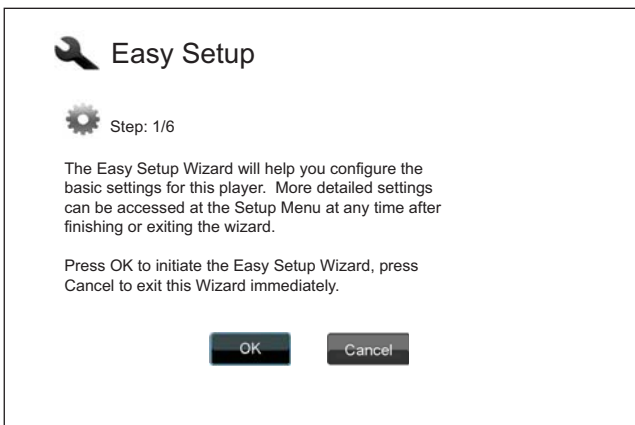 Easy Setup
Step: 1/6
The Easy Setup Wizard will help you configure the
basic settings for this player.  More detailed settings
can be accessed at the Setup Menu at any time after
finishing or exiting the wizard.
Press OK to initiate the Easy Setup Wizard, press
Cancel to exit this Wizard immediately.
OK Cancel